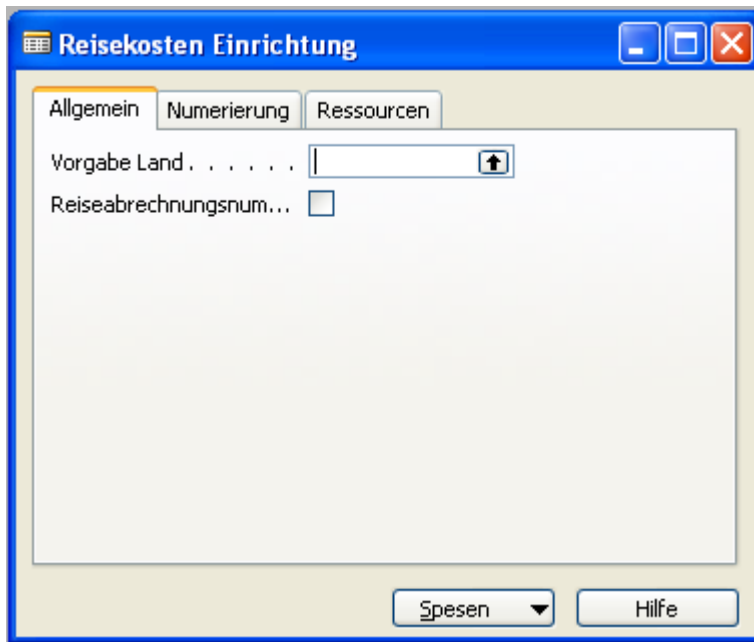 Reisekosten Einrichtung
Allgemein Numerierung Ressourcen
Vorgabe Land . . . . . .
Reiseabrechnungsnum...
Spesen Hilfe